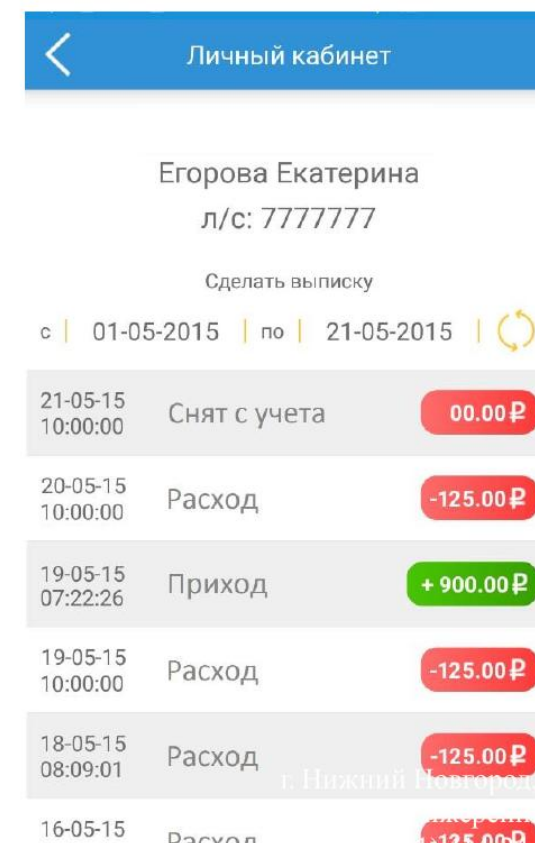 Личный кабинет
Егорова Екатерина
л/с: 7777777
Сделать выписку
с | 01-05-2015 | по | 21-05-2015 |
21-05-15
10:00:00
Снят с учета
00.00 ₽
20-05-15
10:00:00
Расход
-125.00 ₽
19-05-15
07:22:26
Приход
+ 900.00 ₽
19-05-15
10:00:00
Расход
-125.00 ₽
18-05-15
08:09:01
Расход
-125.00 ₽
г. Нижний Новгород,
16-05-15
Расход
-125.00 ₽